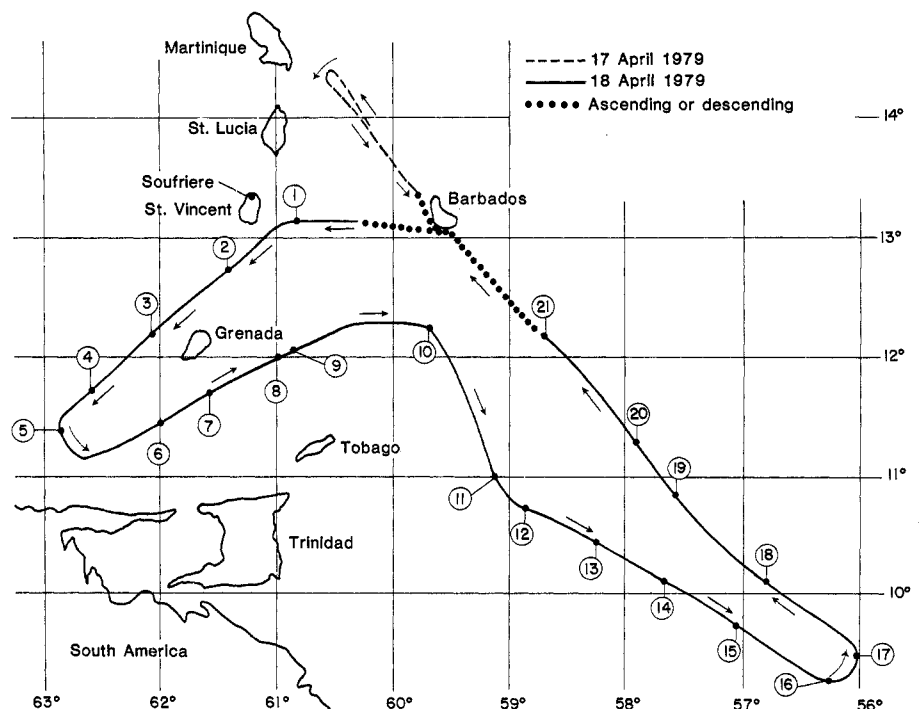 Martinique
17 April 1979
18 April 1979
Ascending or descending
14°
St. Lucia
Soufriere
St. Vincent
1
Barbados
13°
2
3
21
Grenada
4
12°
10
9
8
5
7
6
20
Tobago
19
11°
11
12
Trinidad
13
18
10°
14
South America
15
17
16
63°
62°
61°
60°
59°
58°
57°
56°